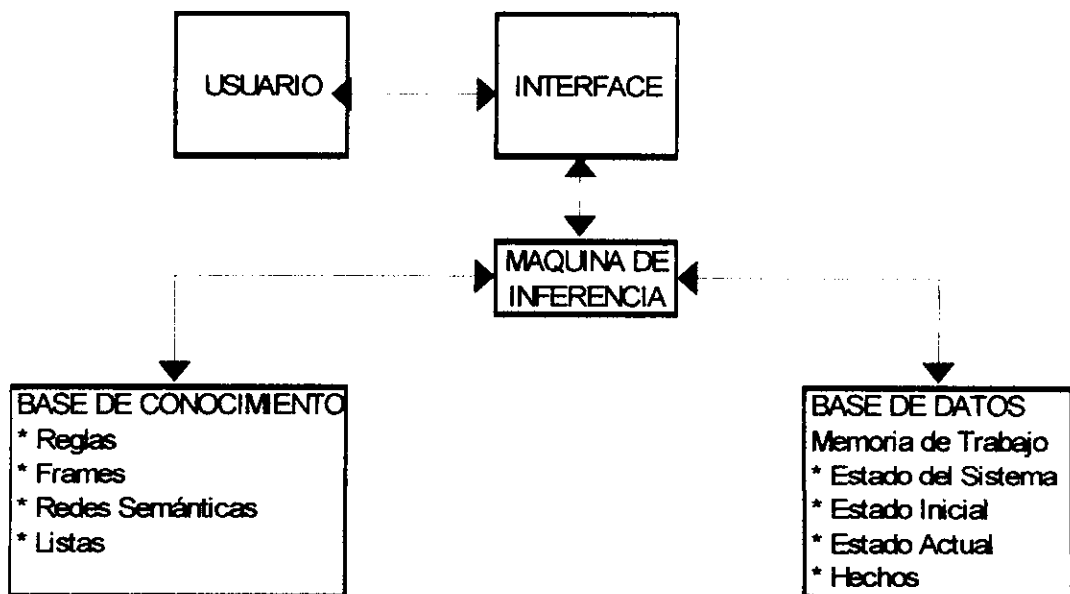 USUARIO
INTERFACE
MAQUINA DE
INFERENCIA
BASE DE CONOCIMIENTO
* Reglas
* Frames
* Redes Semánticas
* Listas
BASE DE DATOS
Memoria de Trabajo
* Estado del Sistema
* Estado Inicial
* Estado Actual
* Hechos